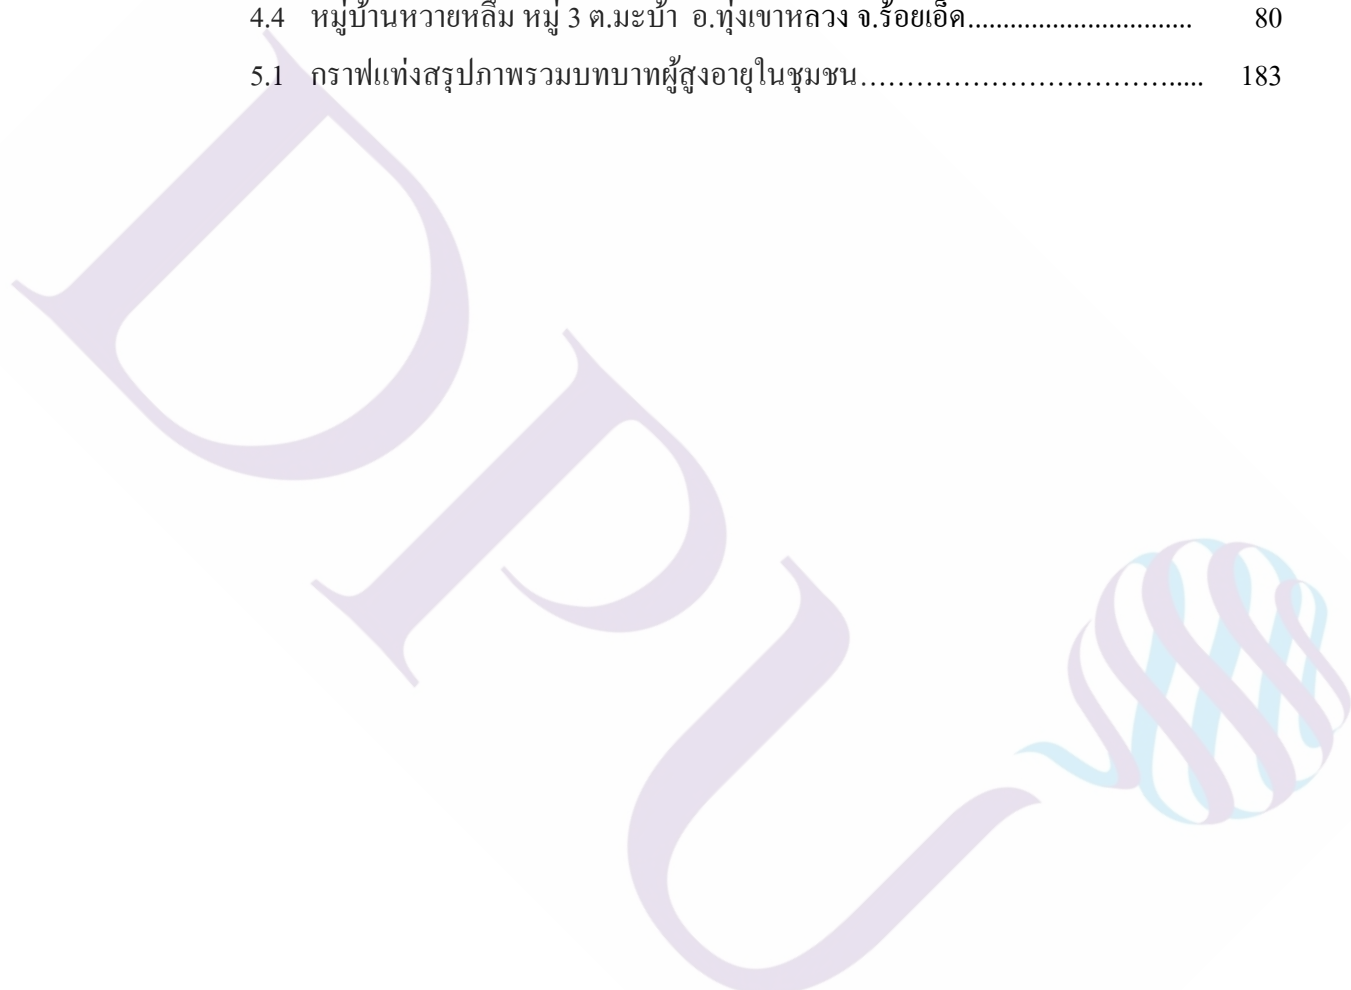 4.4 หมู่บ้านหวายหลึม หมู่ 3 ต.มะบ้า อ.ทุ่งเขาหลวง จ.ร้อยเอ็ด................................ 80
5.1 กราฟแท่งสรุปภาพรวมบทบาทผู้สูงอายุในชุมชน……………………………...... 183
DPU